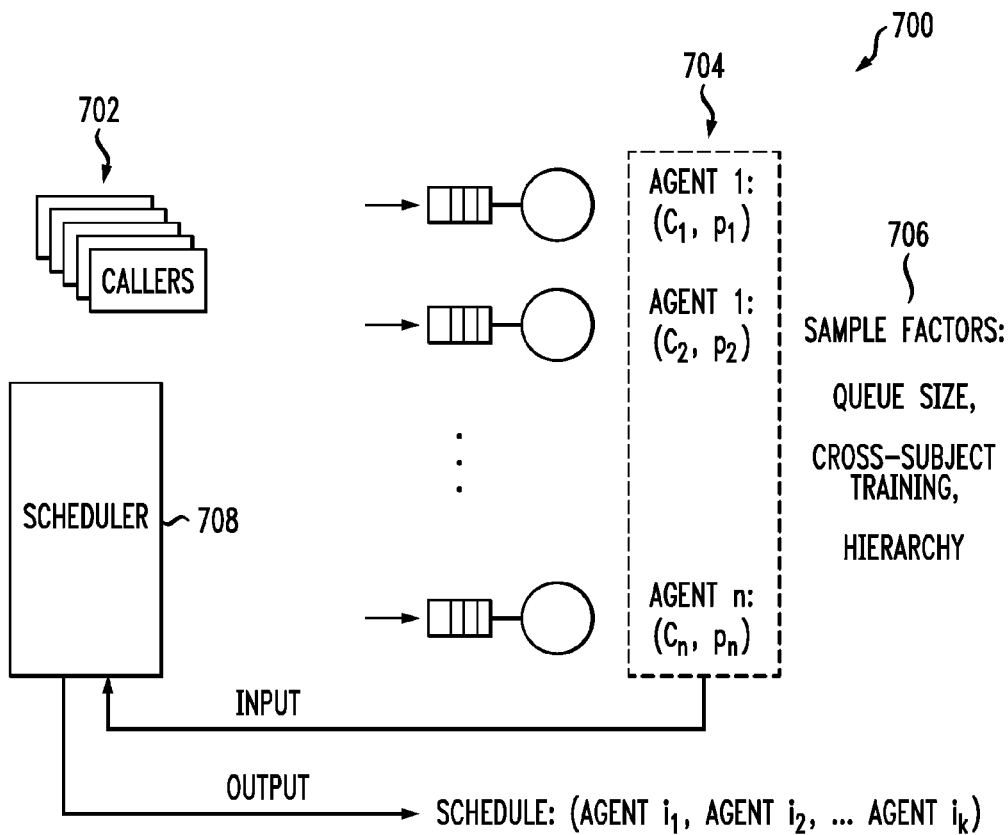 700
702
704
AGENT 1:
(C1, p1)
706
CALLERS
AGENT 1:
(C2, p2)
SAMPLE FACTORS:
QUEUE SIZE,
CROSS-SUBJECT
TRAINING,
HIERARCHY
SCHEDULER
708
AGENT n:
(Cn, pn)
INPUT
OUTPUT
SCHEDULE: (AGENT i1, AGENT i2, ... AGENT ik)